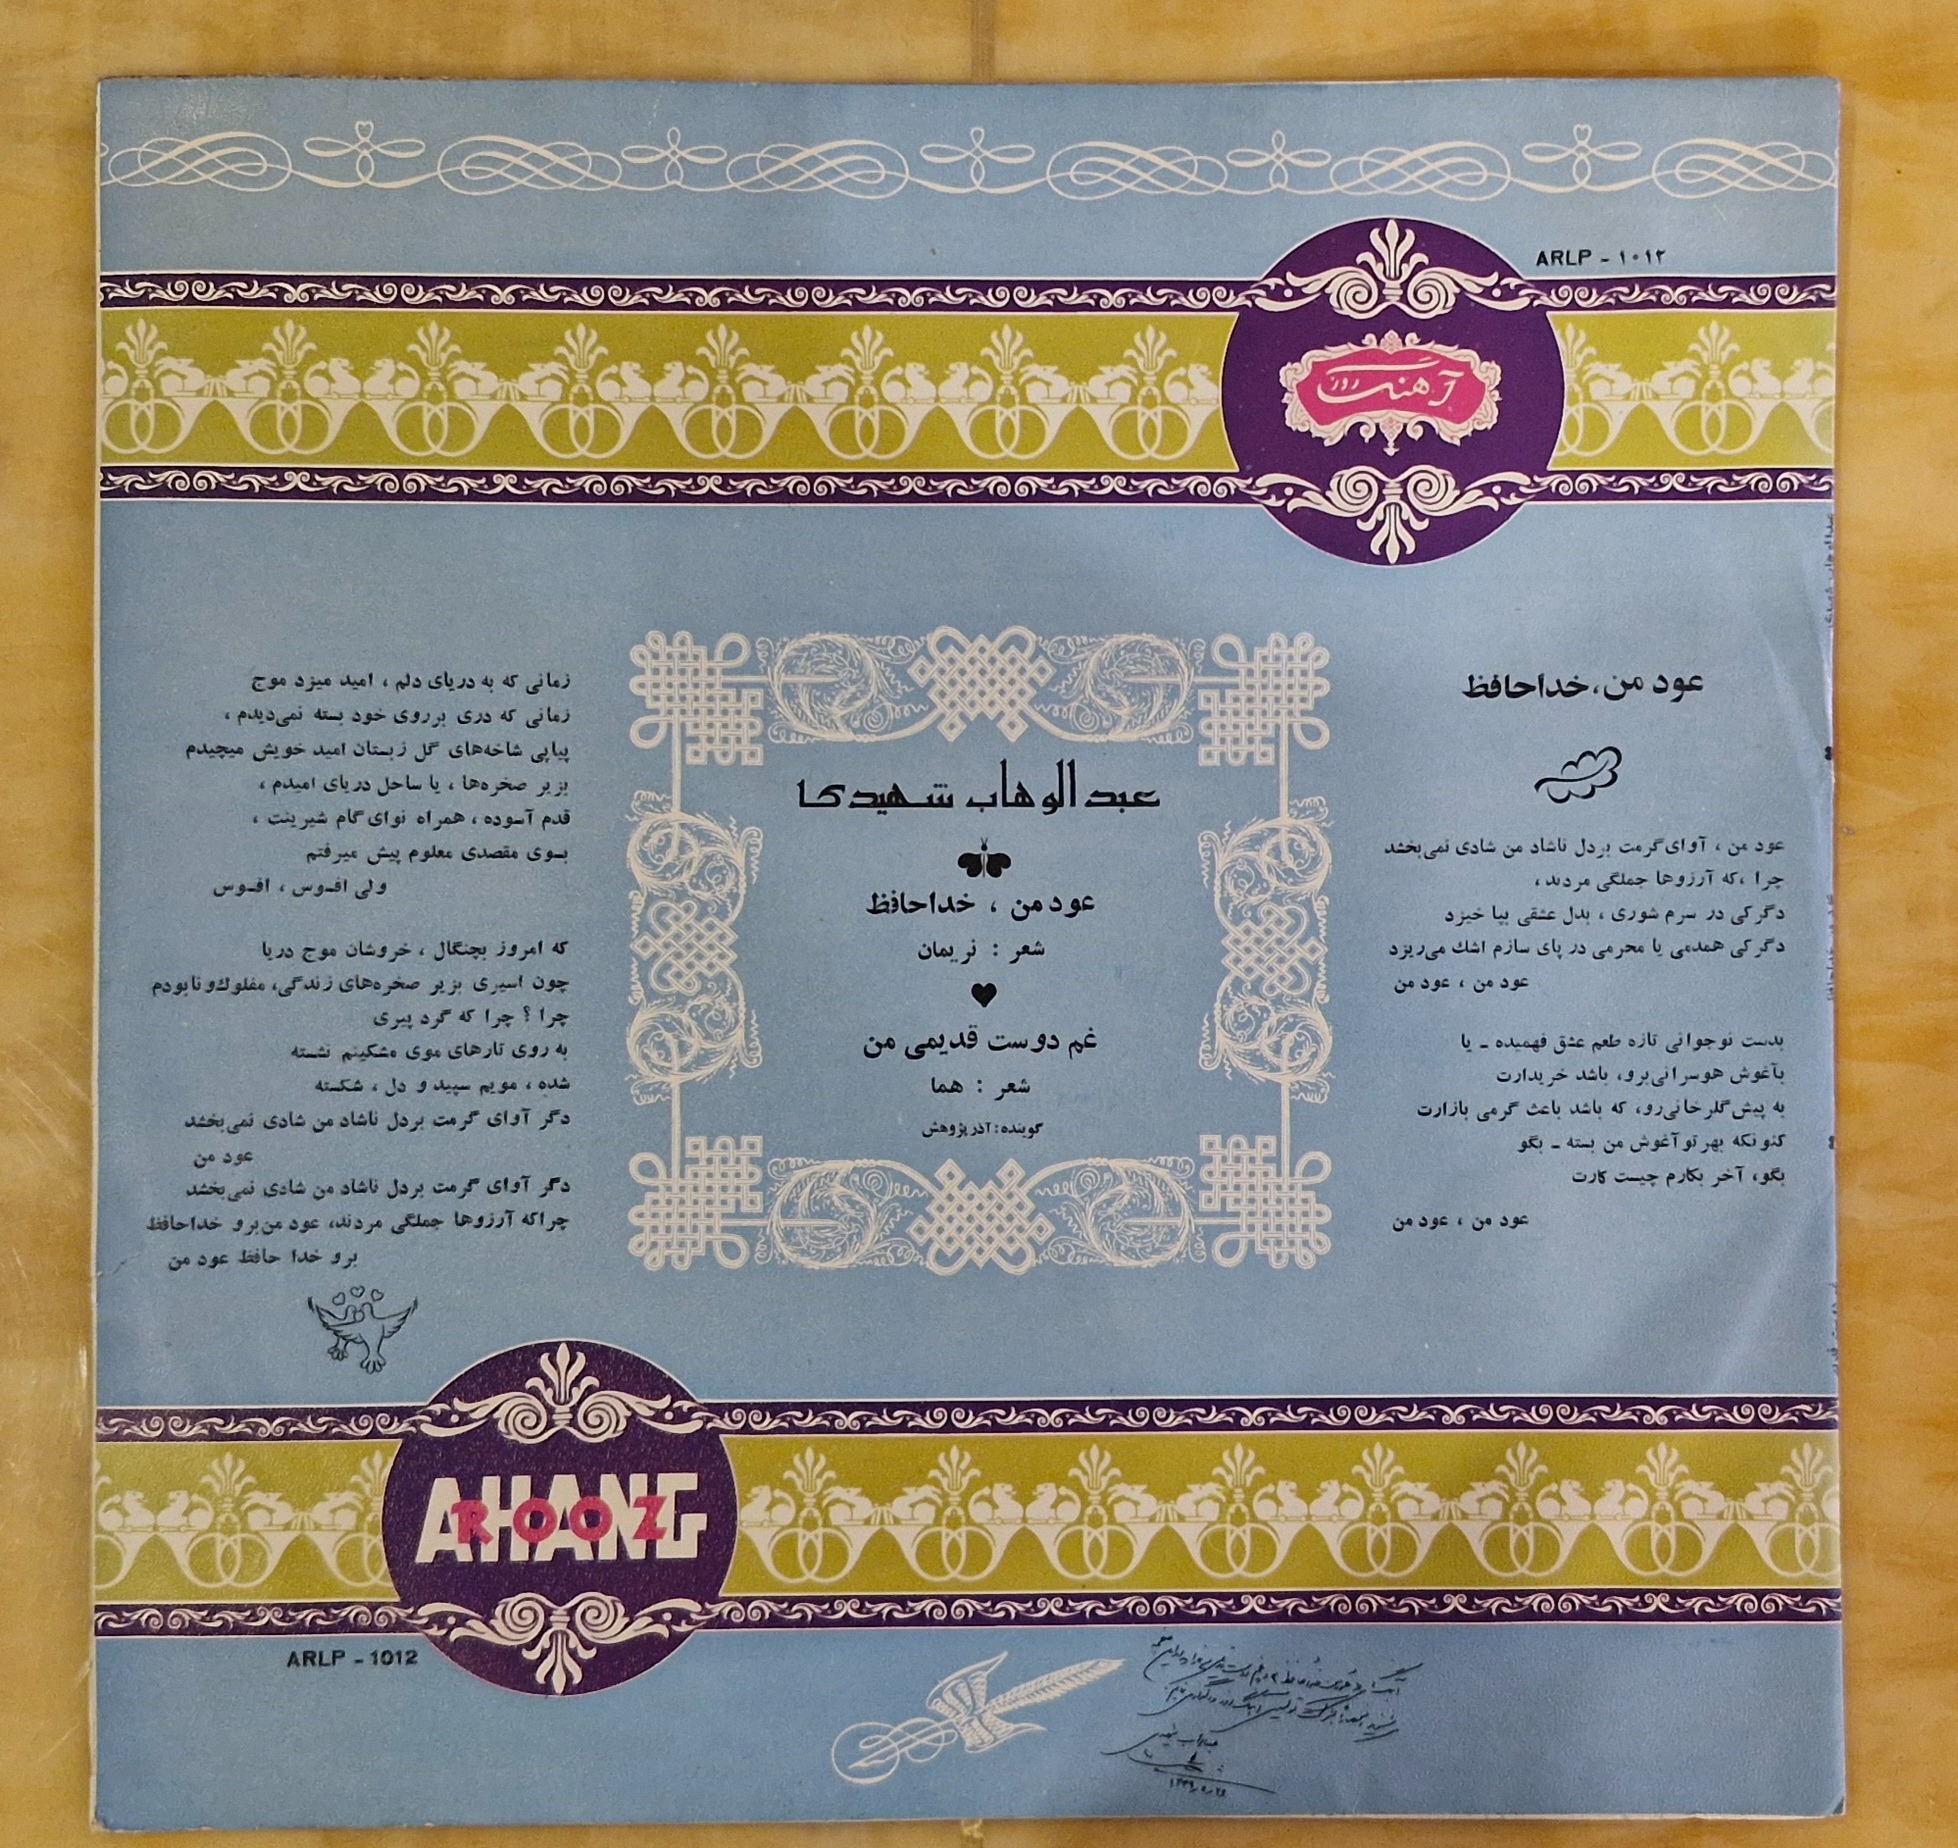 ARLP - ۱۰۱۲
آهنگ روز
عود من، خداحافظ
عود من ، آوای گرمت بردل ناشاد من شادی نمی‌بخشد
چرا ، که آرزوها جملگی مردند ،
دگر کی در سرم شوری ، بدل عشقی بپا خیزد
دگر کی همدمی یا محرمی در پای سازم اشك می‌ریزد
عود من ، عود من
بدست نوجوانی تازه طعم عشق فهمیده ـ یا
بآغوش هوسرانی برو، باشد خریدارت
به پیش گلرخانی رو، که باشد باعث گرمی بازارت
کنونکه بهر تو آغوش من بسته ـ بگو
بگو، آخر بکارم چیست کارت
عود من ، عود من
عبدالوهاب شهیدی
عود من ، خداحافظ
شعر : نریمان
غم دوست قدیمی من
شعر : هما
گوینده: آذر پژوهش
زمانی که به دریای دلم ، امید میزد موج
زمانی که دری برروی خود بسته نمی‌دیدم ،
پیاپی شاخه‌های گل زبستان امید خویش میچیدم
بزیر صخره‌ها ، یا ساحل دریای امیدم ،
قدم آسوده ، همراه نوای گام شیرینت ،
بسوی مقصدی معلوم پیش میرفتم
ولی افسوس ، افسوس
که امروز بچنگال ، خروشان موج دریا
چون اسیری بزیر صخره‌های زندگی، مفلوك و نابودم
چرا ؟ چرا که گرد پیری
به روی تارهای موی مشکینم نشسته
شده ، مویم سپید و دل ، شکسته
دگر آوای گرمت بردل ناشاد من شادی نمی‌بخشد
عود من
دگر آوای گرمت بردل ناشاد من شادی نمی‌بخشد
چراکه آرزوها جملگی مردند، عود من برو خداحافظ
برو خدا حافظ عود من
AHANG
ROOZ
ARLP - 1012